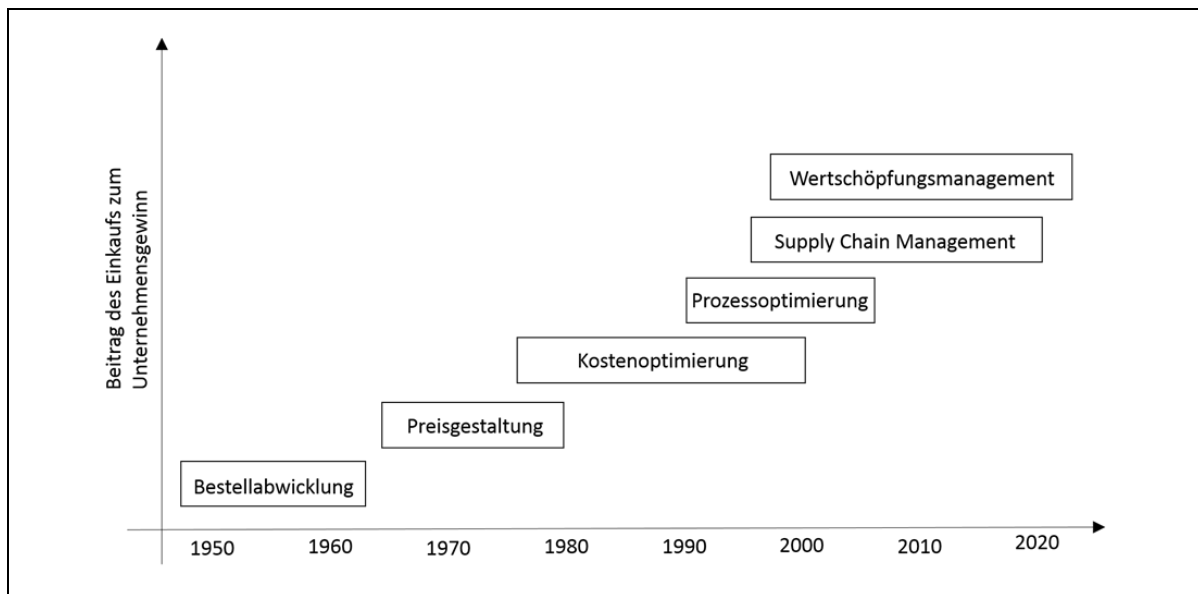 Beitrag des Einkaufs zum
Unternehmensgewinn
Wertschöpfungsmanagement
Supply Chain Management
Prozessoptimierung
Kostenoptimierung
Preisgestaltung
Bestellabwicklung
1950 1960 1970 1980 1990 2000 2010 2020